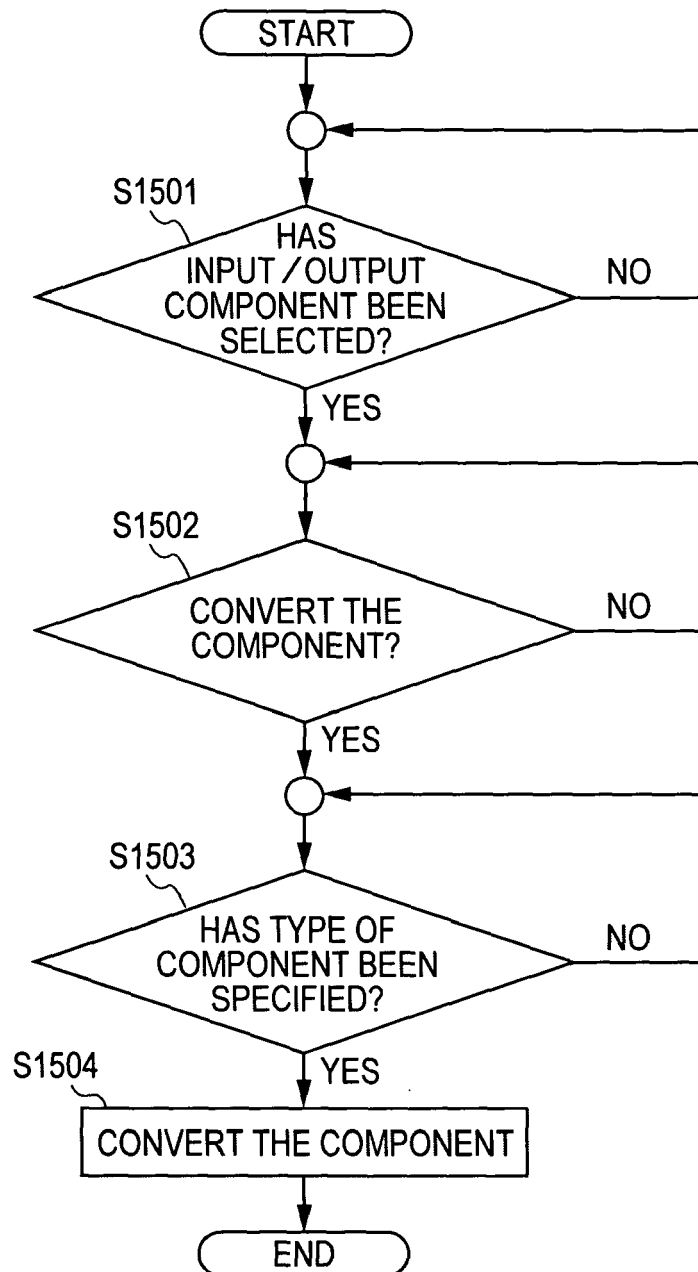 START
S1501
HAS
INPUT / OUTPUT
COMPONENT BEEN
SELECTED?
NO
YES
S1502
CONVERT THE
COMPONENT?
NO
YES
S1503
HAS TYPE OF
COMPONENT BEEN
SPECIFIED?
NO
YES
S1504
CONVERT THE COMPONENT
END